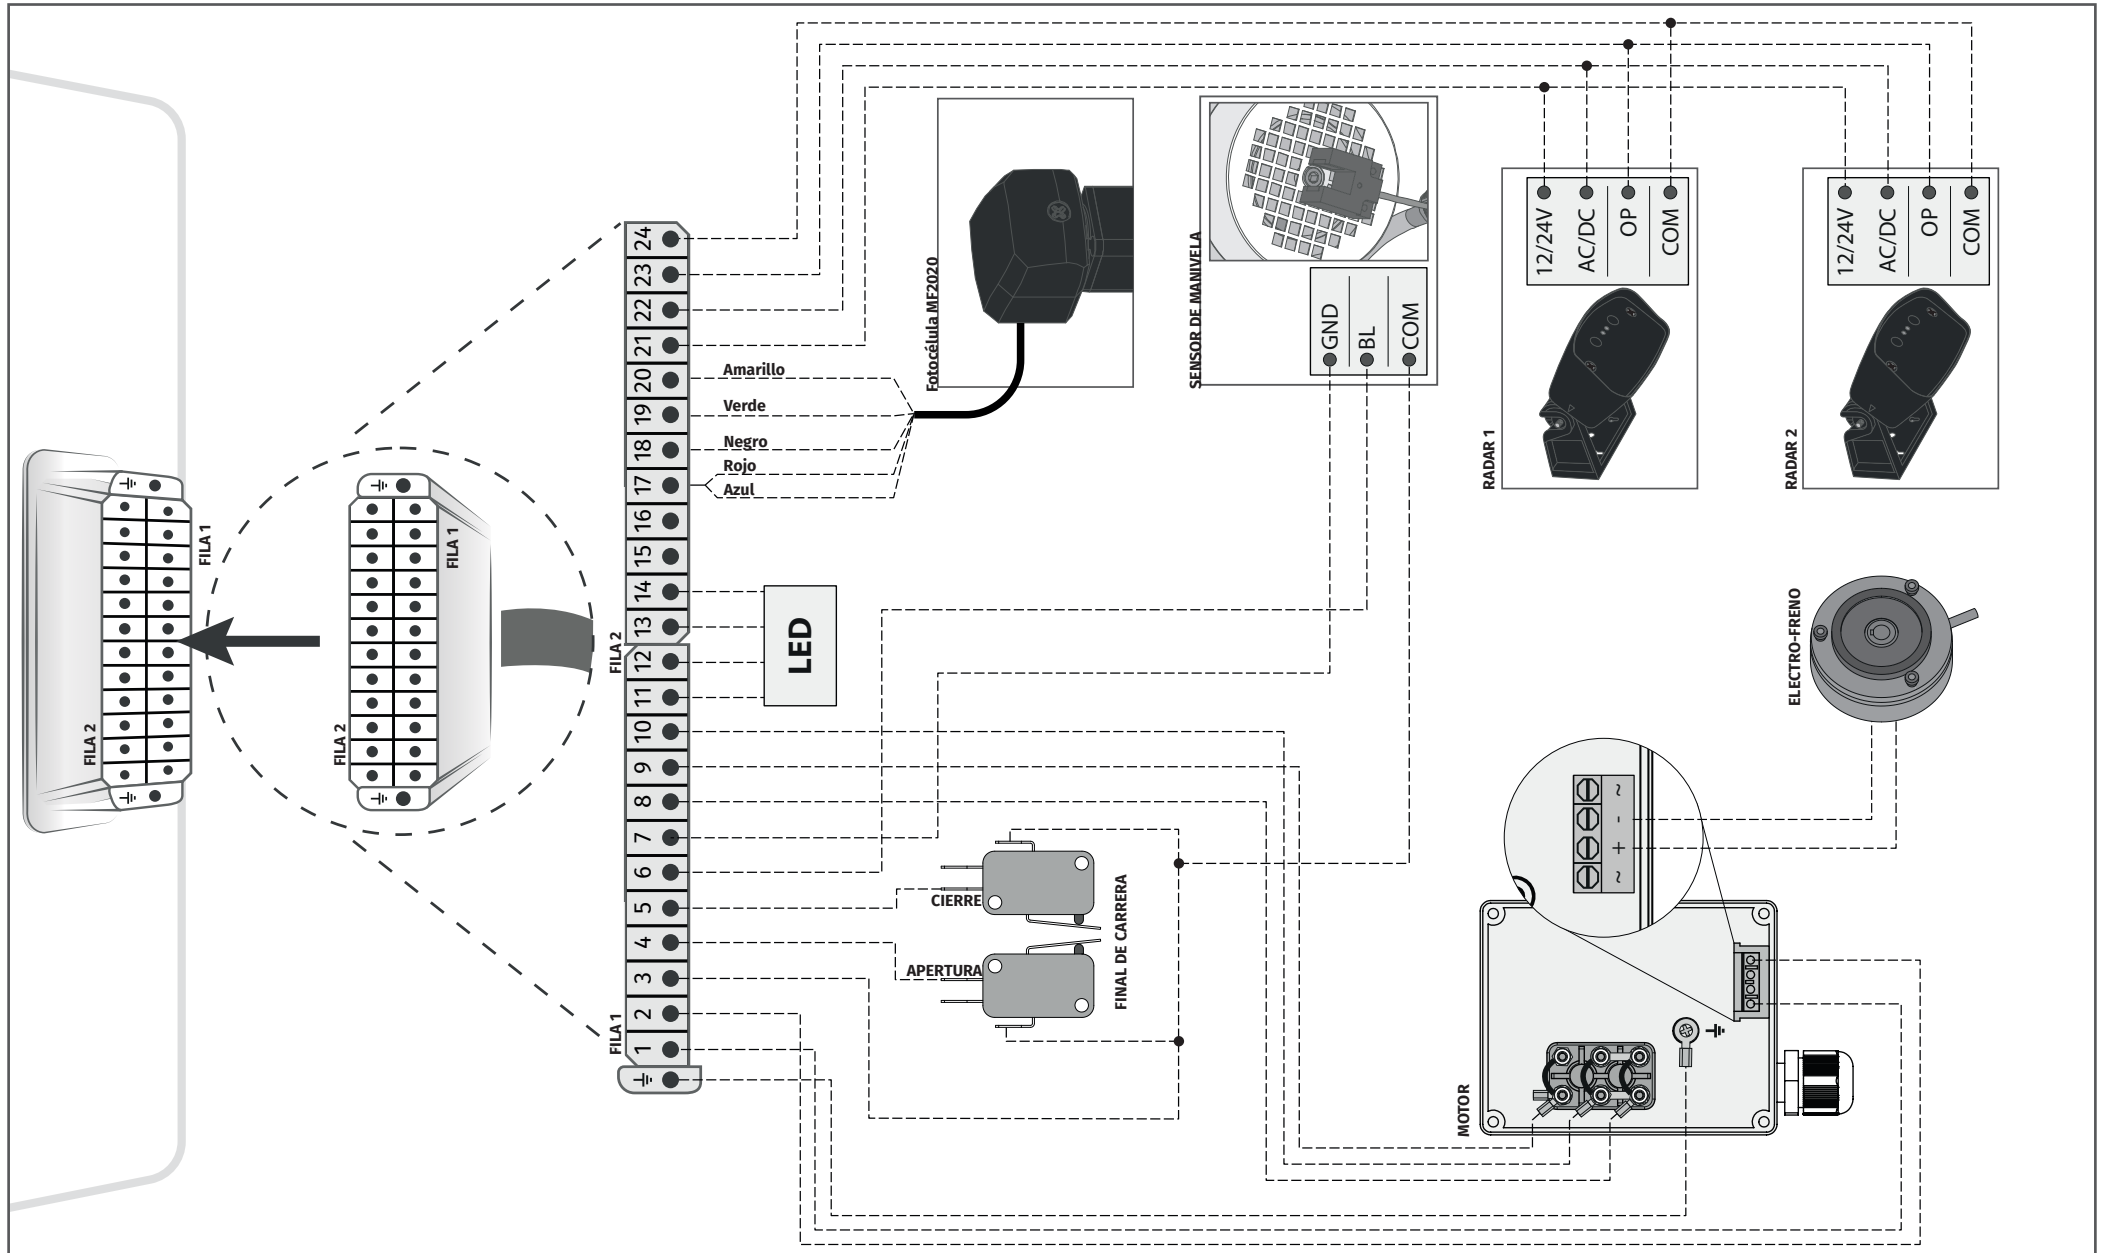 FILA 1
FILA 2
FILA 1
FILA 2
FILA 2
FILA 1
24
23
22
21
20
19
18
17
16
15
14
13
12
11
10
9
8
7
6
5
4
3
2
1
Amarillo
Verde
Negro
Rojo
Azul
Fotocélula MF2020
SENSOR DE MANIVELA
GND
BL
COM
RADAR 1
12/24V
AC/DC
OP
COM
RADAR 2
12/24V
AC/DC
OP
COM
LED
CIERRE
APERTURA
FINAL DE CARRERA
ELECTRO-FRENO
MOTOR
~
-
+
~